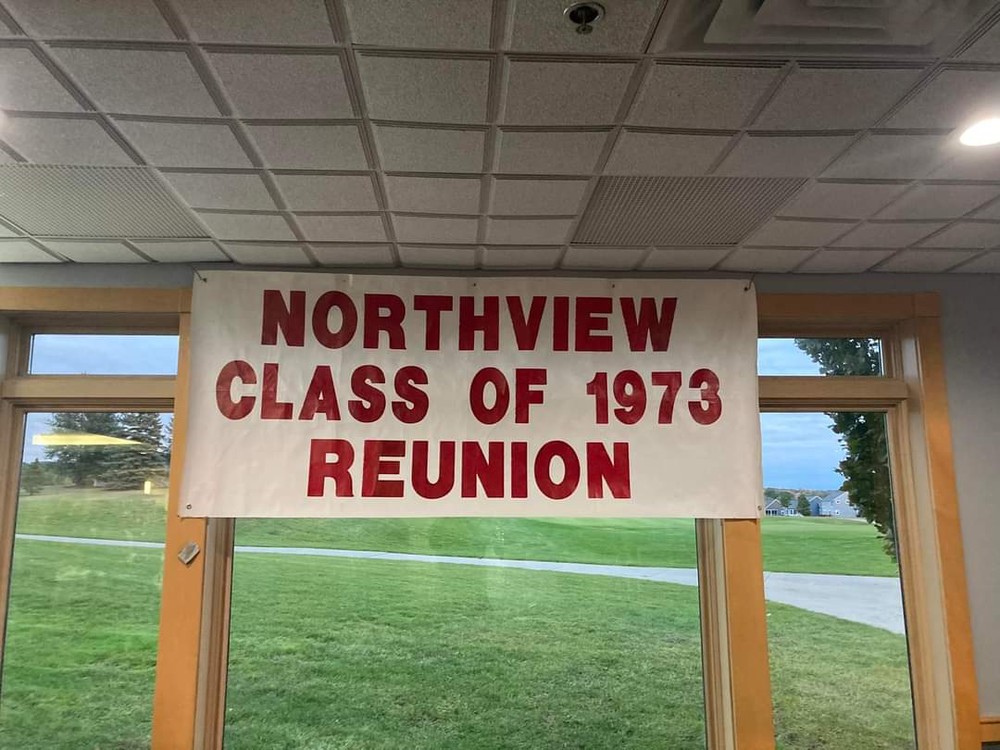 NORTHVIEW
CLASS OF 1973
REUNION